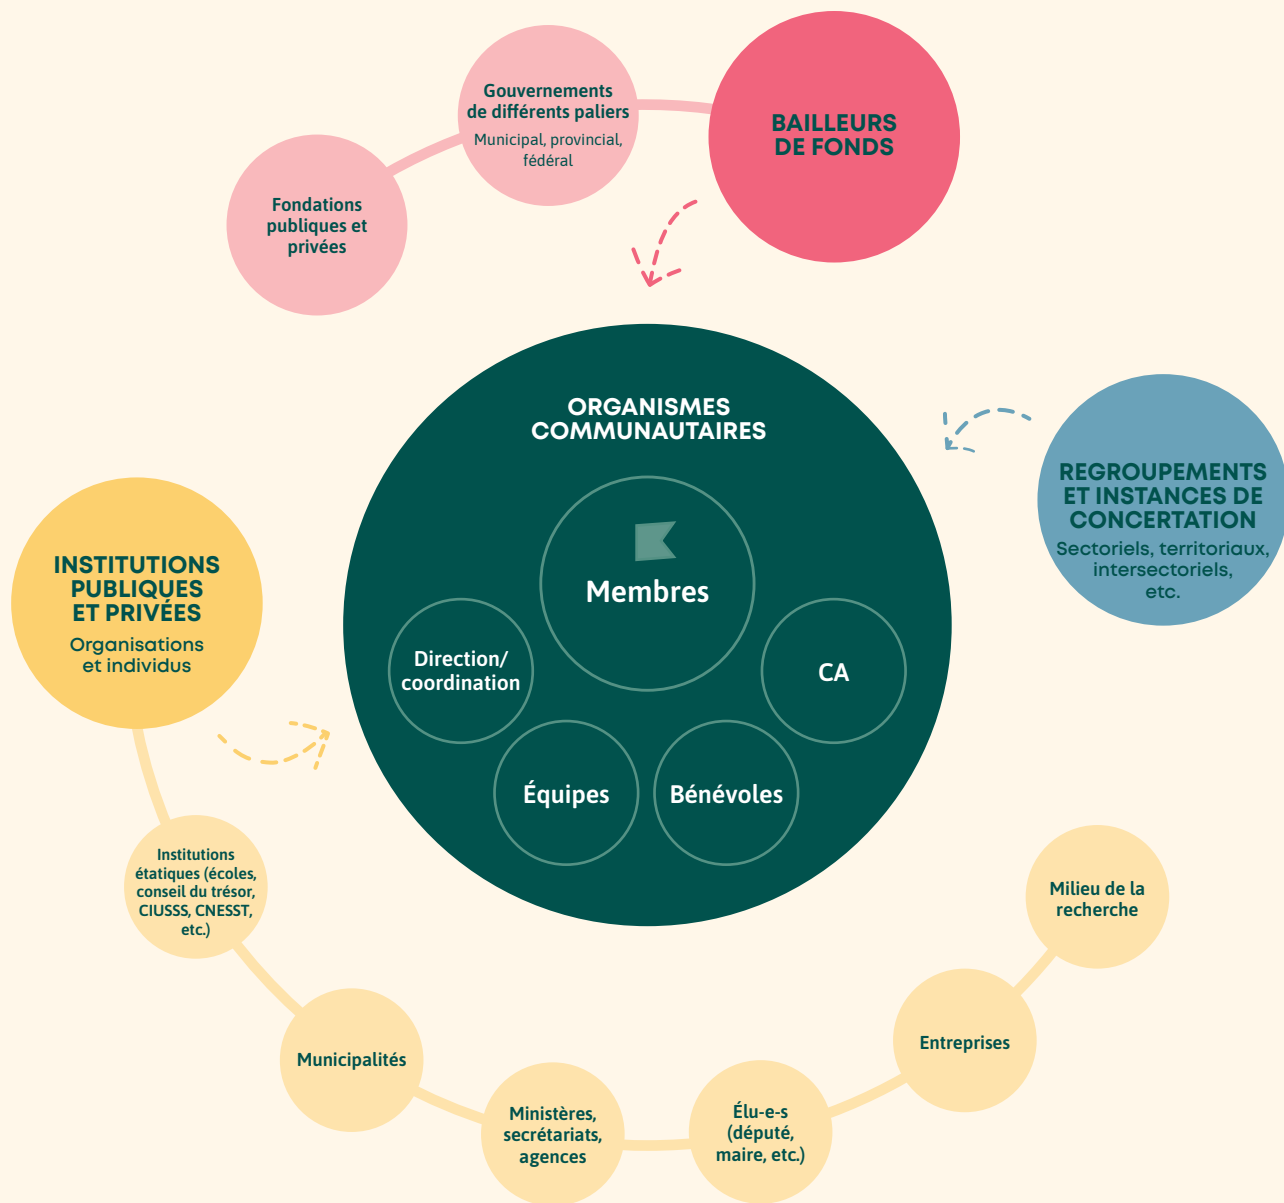 Gouvernements
de différents paliers
Municipal, provincial,
fédéral
BAILLEURS
DE FONDS
Fondations
publiques et
privées
ORGANISMES
COMMUNAUTAIRES
Membres
Direction/
coordination
CA
Équipes
Bénévoles
REGROUPEMENTS
ET INSTANCES DE
CONCERTATION
Sectoriels, territoriaux,
intersectoriels,
etc.
INSTITUTIONS
PUBLIQUES
ET PRIVÉES
Organisations
et individus
Institutions
étatiques (écoles,
conseil du trésor,
CIUSSS, CNESST,
etc.)
Municipalités
Ministères,
secrétariats,
agences
Élu-e-s
(député,
maire, etc.)
Entreprises
Milieu de la
recherche